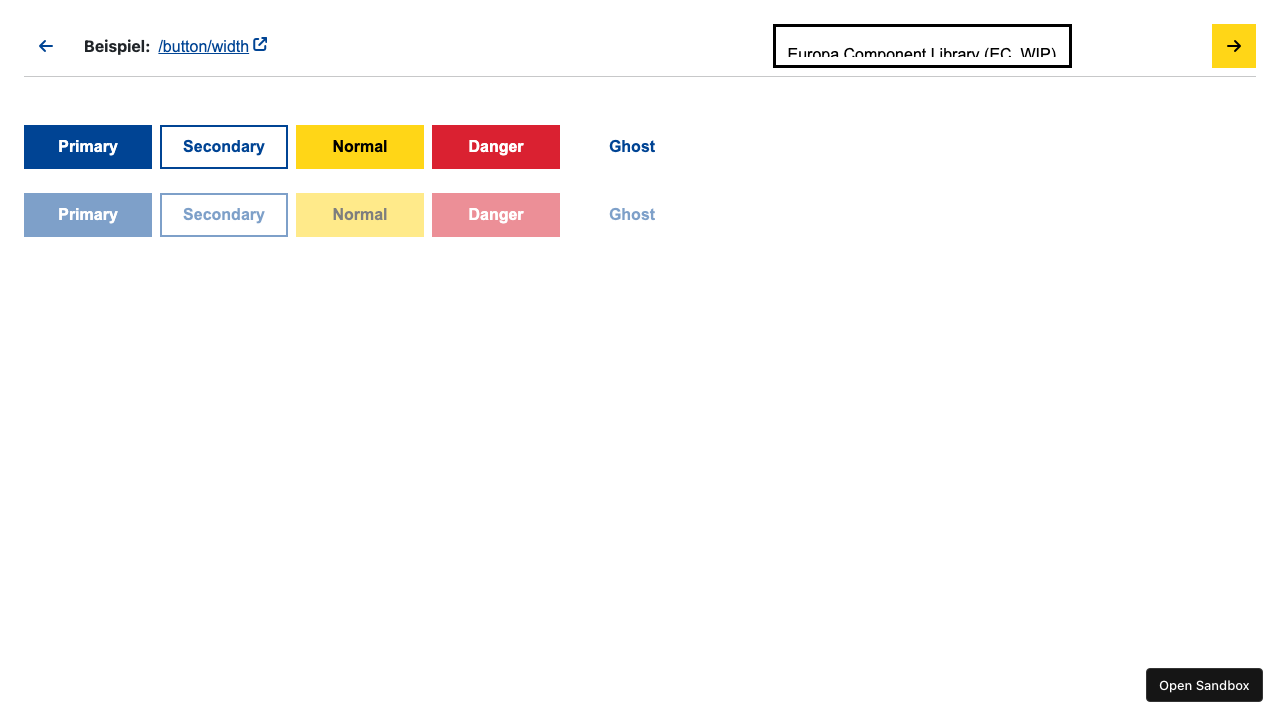 Beispiel: /button/width
Europa Component Library (EC, WIP)
Primary Secondary Normal Danger Ghost
Primary Secondary Normal Danger Ghost
Open Sandbox